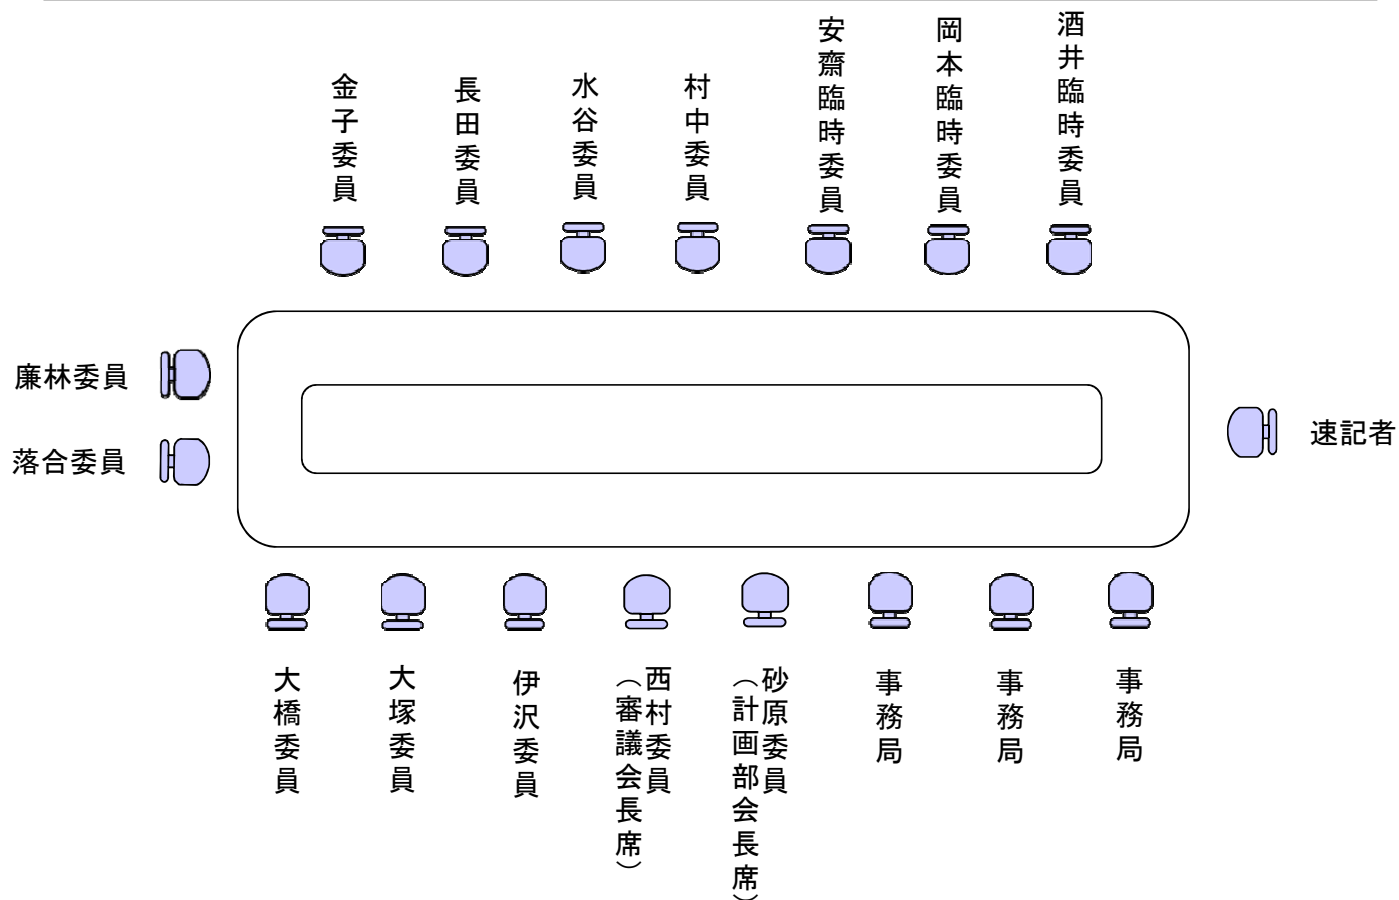 金子委員
長田委員
水谷委員
村中委員
安齋臨時委員
岡本臨時委員
酒井臨時委員
廉林委員
落合委員
速記者
大橋委員
大塚委員
伊沢委員
西村委員
（審議会長席）
砂原委員
（計画部会長席）
事務局
事務局
事務局